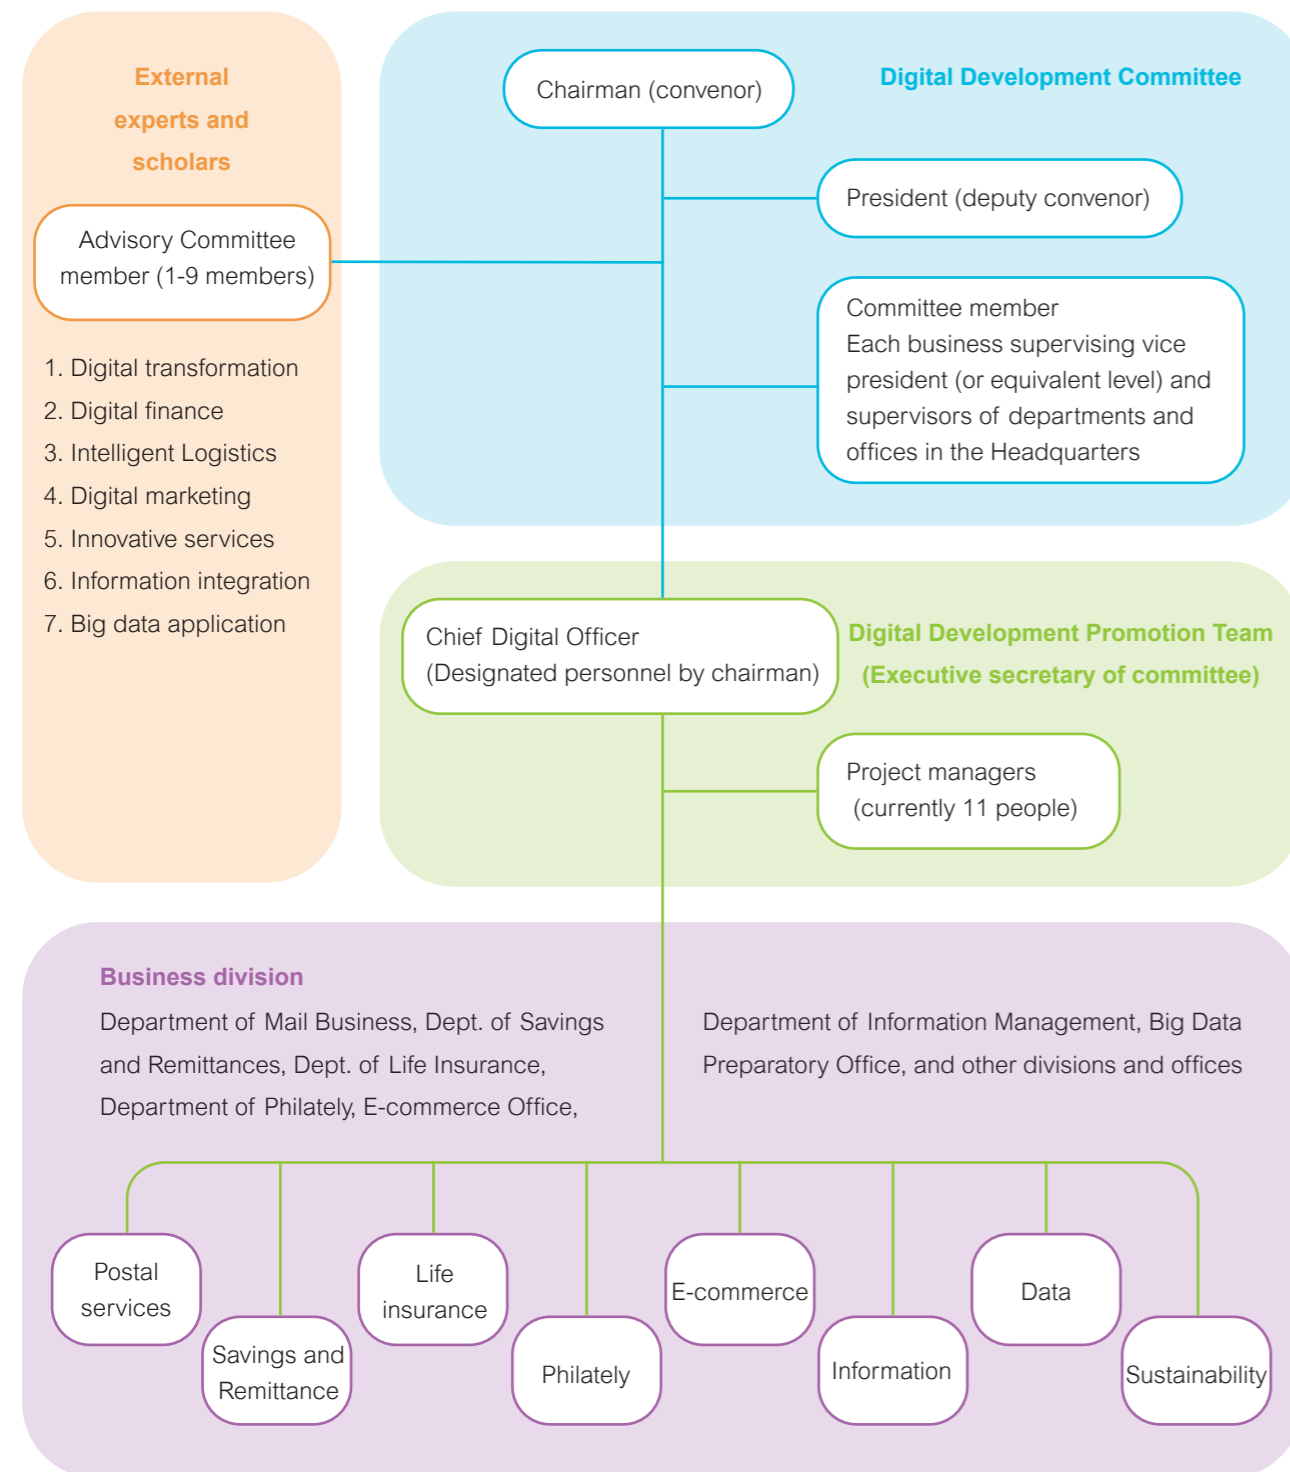 External
experts and
scholars
Advisory Committee
member (1-9 members)
1. Digital transformation
2. Digital finance
3. Intelligent Logistics
4. Digital marketing
5. Innovative services
6. Information integration
7. Big data application
Digital Development Committee
Chairman (convenor)
President (deputy convenor)
Committee member
Each business supervising vice
president (or equivalent level) and
supervisors of departments and
offices in the Headquarters
Chief Digital Officer
(Designated personnel by chairman)
Digital Development Promotion Team
(Executive secretary of committee)
Project managers
(currently 11 people)
Business division
Department of Mail Business, Dept. of Savings
and Remittances, Dept. of Life Insurance,
Department of Philately, E-commerce Office,
Department of Information Management, Big Data
Preparatory Office, and other divisions and offices
Postal
services
Savings and
Remittance
Life
insurance
Philately
E-commerce
Information
Data
Sustainability